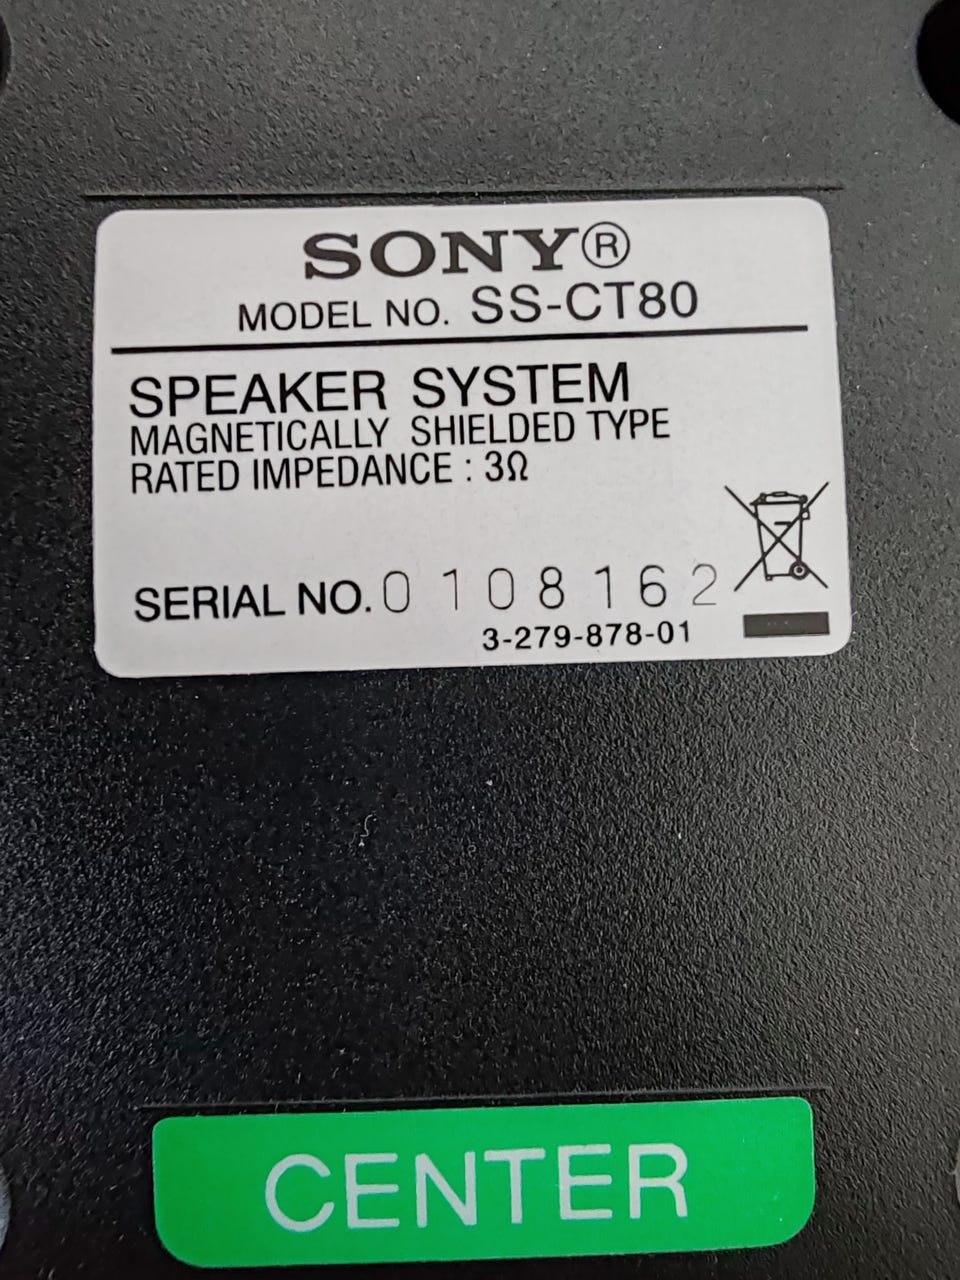 SONY®
MODEL NO. SS-CT80
SPEAKER SYSTEM
MAGNETICALLY SHIELDED TYPE
RATED IMPEDANCE : 3Ω
SERIAL NO. 0108162
3-279-878-01
CENTER